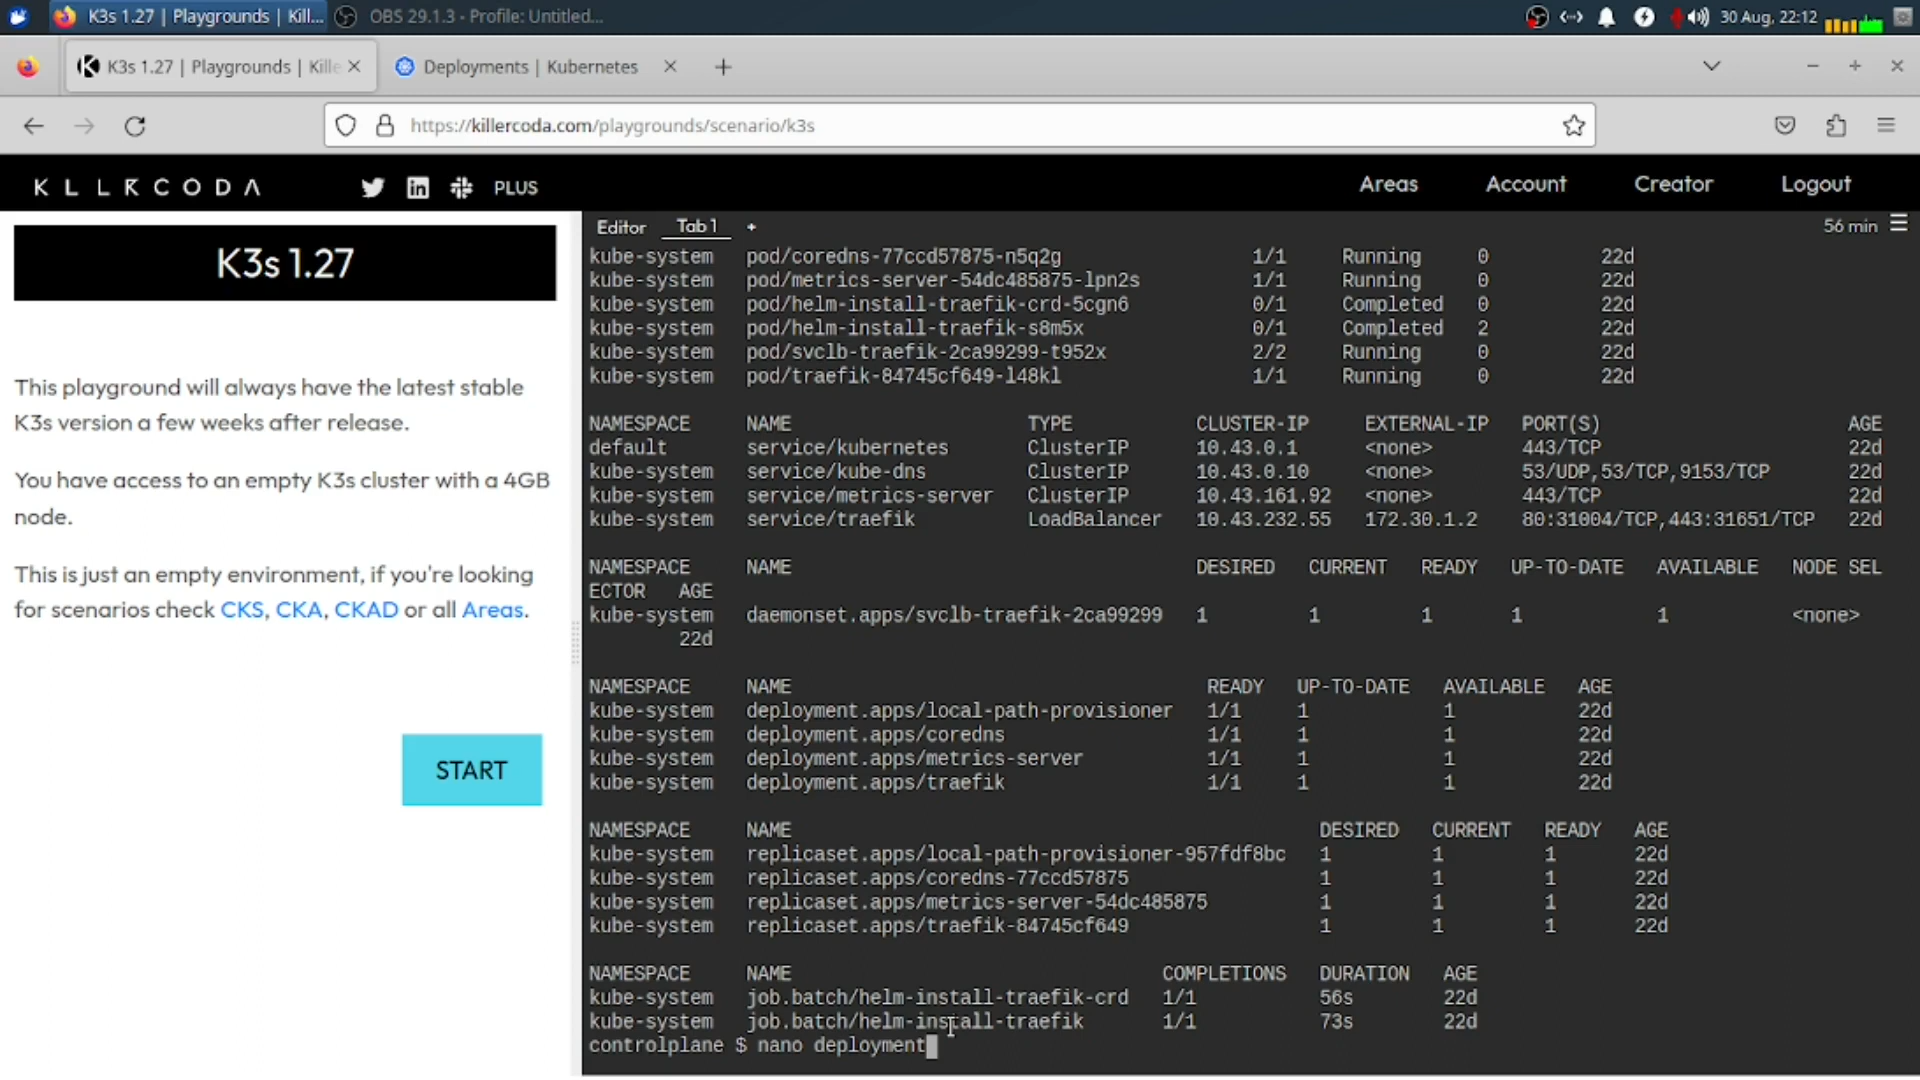 K3s 1.27 | Playgrounds | Kill...
OBS 29.1.3 - Profile: Untitled...
30 Aug, 22:12
K3s 1.27 | Playgrounds | Kille
Deployments | Kubernetes
https://killercoda.com/playgrounds/scenario/k3s
KLLRCODA
PLUS
Areas
Account
Creator
Logout
K3s 1.27
This playground will always have the latest stable
K3s version a few weeks after release.
You have access to an empty K3s cluster with a 4GB
node.
This is just an empty environment, if you're looking
for scenarios check CKS, CKA, CKAD or all Areas.
START
Editor Tab 1 +
56 min
kube-system pod/coredns-77ccd57875-n5q2g 1/1 Running 0 22d
kube-system pod/metrics-server-54dc485875-lpn2s 1/1 Running 0 22d
kube-system pod/helm-install-traefik-crd-5cgn6 0/1 Completed 0 22d
kube-system pod/helm-install-traefik-s8m5x 0/1 Completed 2 22d
kube-system pod/svclb-traefik-2ca99299-t952x 2/2 Running 0 22d
kube-system pod/traefik-84745cf649-l48kl 1/1 Running 0 22d
NAMESPACE NAME TYPE CLUSTER-IP EXTERNAL-IP PORT(S) AGE
default service/kubernetes ClusterIP 10.43.0.1 <none> 443/TCP 22d
kube-system service/kube-dns ClusterIP 10.43.0.10 <none> 53/UDP,53/TCP,9153/TCP 22d
kube-system service/metrics-server ClusterIP 10.43.161.92 <none> 443/TCP 22d
kube-system service/traefik LoadBalancer 10.43.232.55 172.30.1.2 80:31004/TCP,443:31651/TCP 22d
NAMESPACE NAME DESIRED CURRENT READY UP-TO-DATE AVAILABLE NODE SEL
ECTOR AGE
kube-system daemonset.apps/svclb-traefik-2ca99299 1 1 1 1 1 <none>
22d
NAMESPACE NAME READY UP-TO-DATE AVAILABLE AGE
kube-system deployment.apps/local-path-provisioner 1/1 1 1 22d
kube-system deployment.apps/coredns 1/1 1 1 22d
kube-system deployment.apps/metrics-server 1/1 1 1 22d
kube-system deployment.apps/traefik 1/1 1 1 22d
NAMESPACE NAME DESIRED CURRENT READY AGE
kube-system replicaset.apps/local-path-provisioner-957fdf8bc 1 1 1 22d
kube-system replicaset.apps/coredns-77ccd57875 1 1 1 22d
kube-system replicaset.apps/metrics-server-54dc485875 1 1 1 22d
kube-system replicaset.apps/traefik-84745cf649 1 1 1 22d
NAMESPACE NAME COMPLETIONS DURATION AGE
kube-system job.batch/helm-install-traefik-crd 1/1 56s 22d
kube-system job.batch/helm-install-traefik 1/1 73s 22d
controlplane $ nano deployment